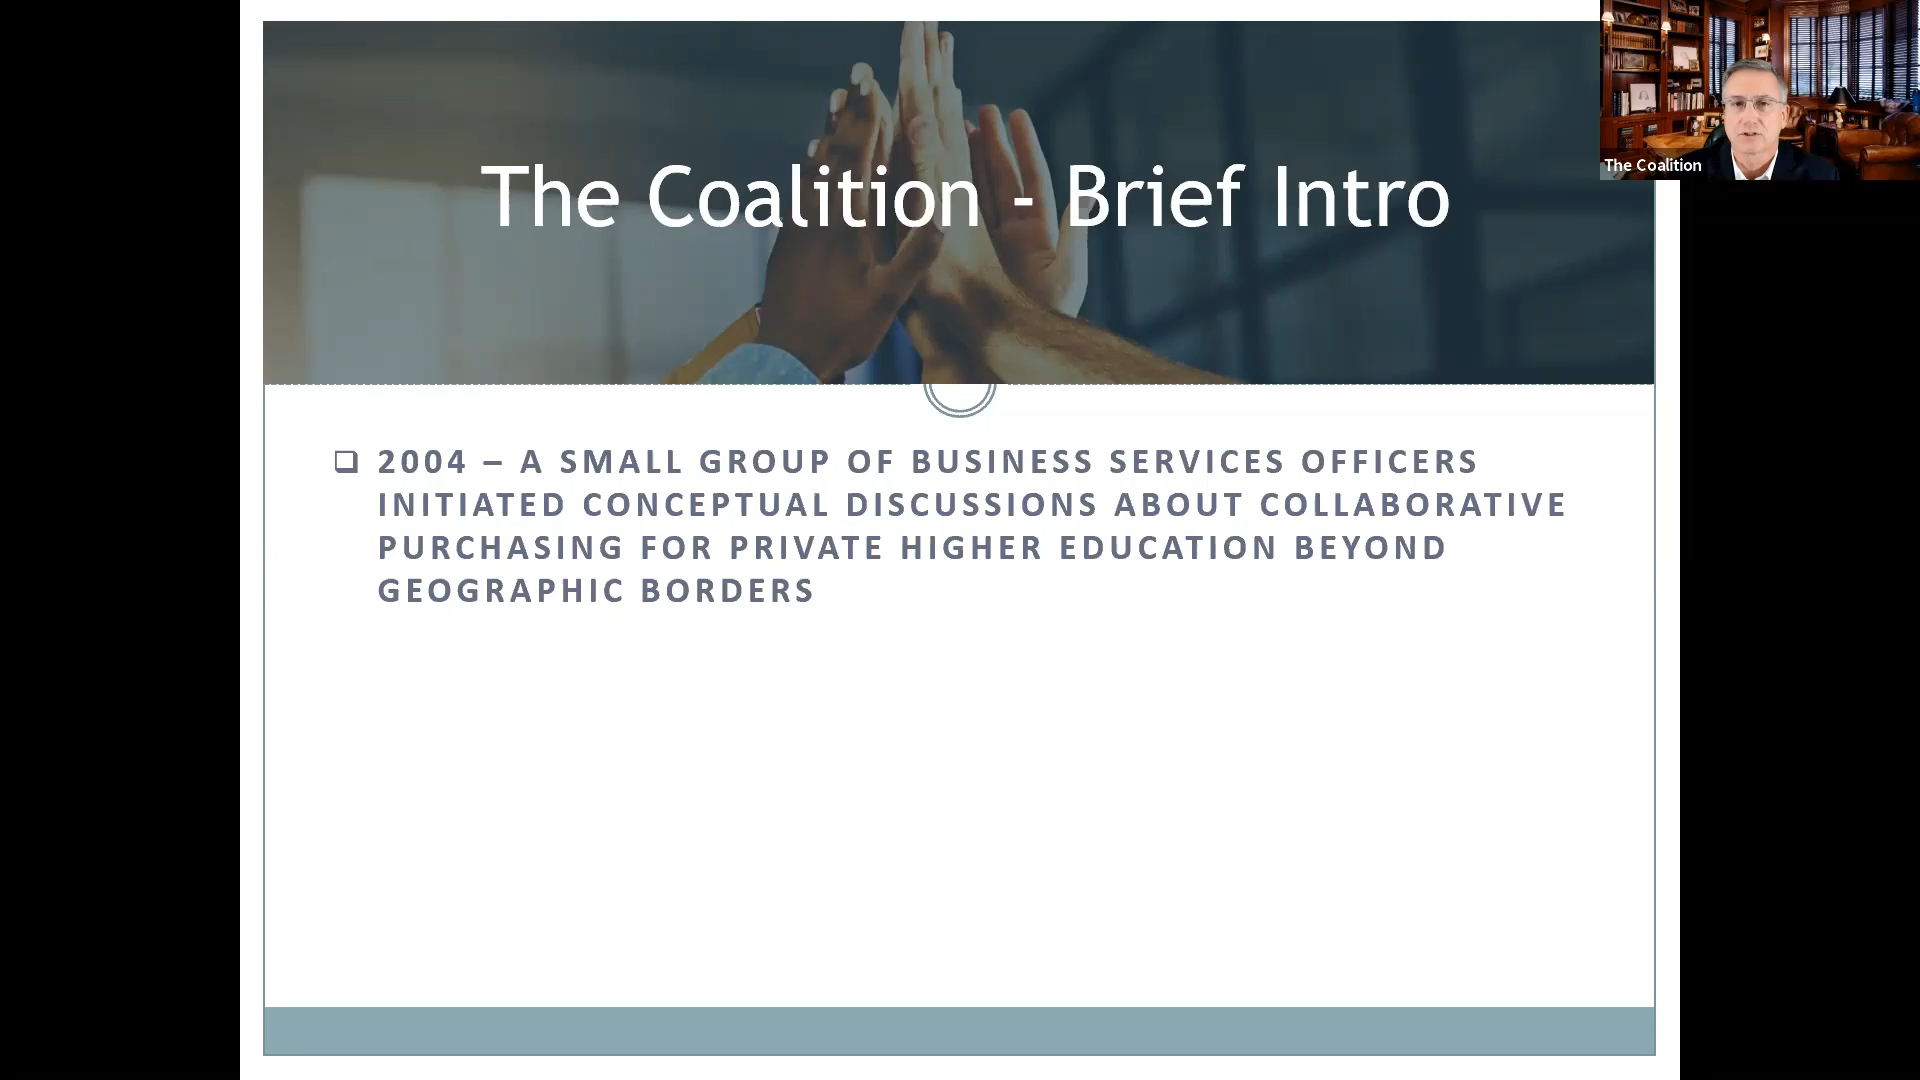 The Coalition - Brief Intro
The Coalition
❑ 2004 – A SMALL GROUP OF BUSINESS SERVICES OFFICERS
INITIATED CONCEPTUAL DISCUSSIONS ABOUT COLLABORATIVE
PURCHASING FOR PRIVATE HIGHER EDUCATION BEYOND
GEOGRAPHIC BORDERS